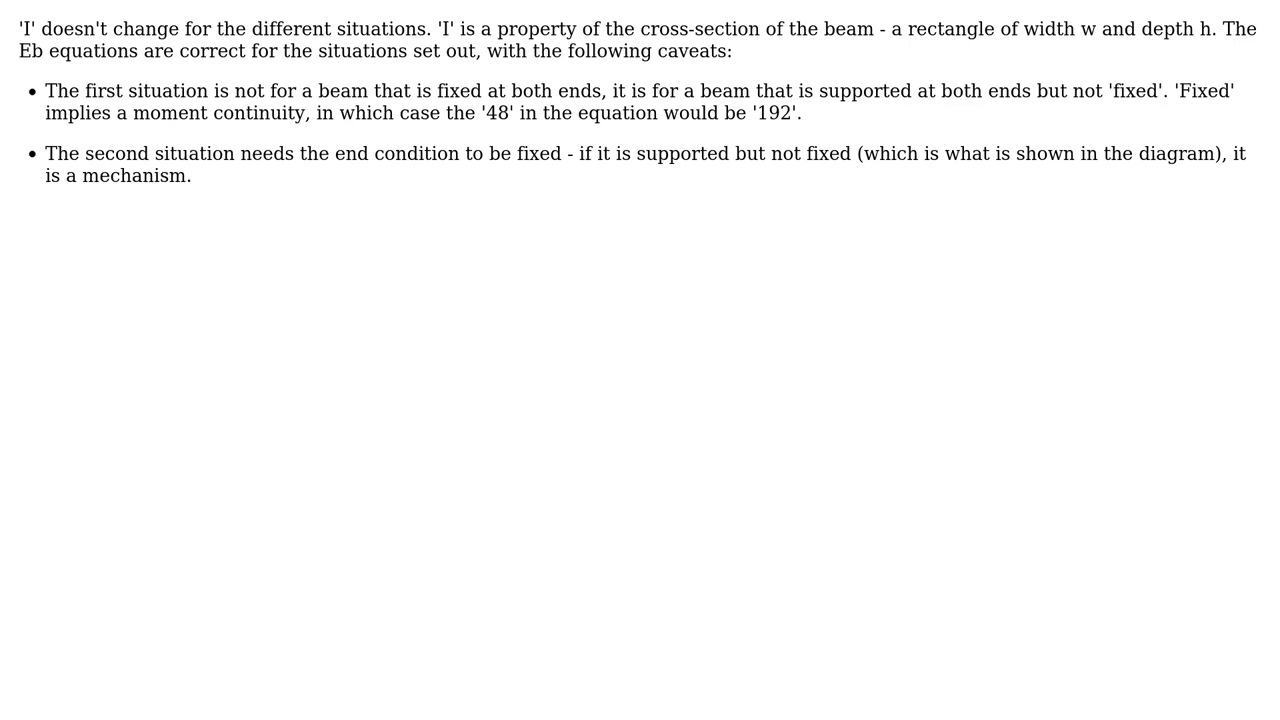 'I' doesn't change for the different situations. 'I' is a property of the cross-section of the beam - a rectangle of width w and depth h. The
Eb equations are correct for the situations set out, with the following caveats:
• The first situation is not for a beam that is fixed at both ends, it is for a beam that is supported at both ends but not 'fixed'. 'Fixed'
implies a moment continuity, in which case the '48' in the equation would be '192'.
• The second situation needs the end condition to be fixed - if it is supported but not fixed (which is what is shown in the diagram), it
is a mechanism.